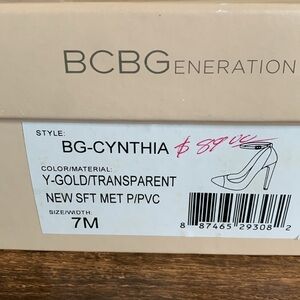 BCBGENERATION
STYLE:
BG-CYNTHIA
COLOR/MATERIAL:
Y-GOLD/TRANSPARENT
NEW SFT MET P/PVC
SIZE/WIDTH:
7M
8 87465 29308 2